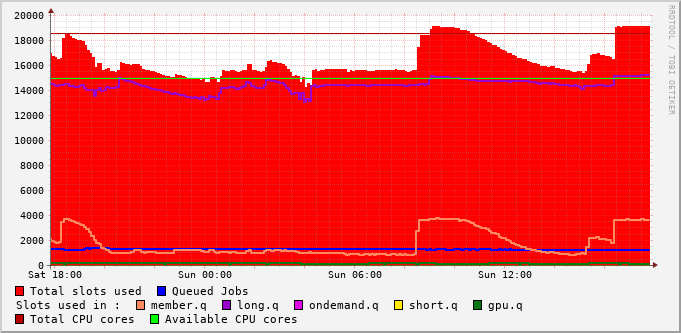 20000
18000
16000
14000
12000
10000
8000
6000
4000
2000
0
Sat 18:00 Sun 00:00 Sun 06:00 Sun 12:00
Total slots used Queued Jobs
Slots used in : member.q long.q ondemand.q short.q gpu.q
Total CPU cores Available CPU cores
RRDTOOL / TOBI OETIKER